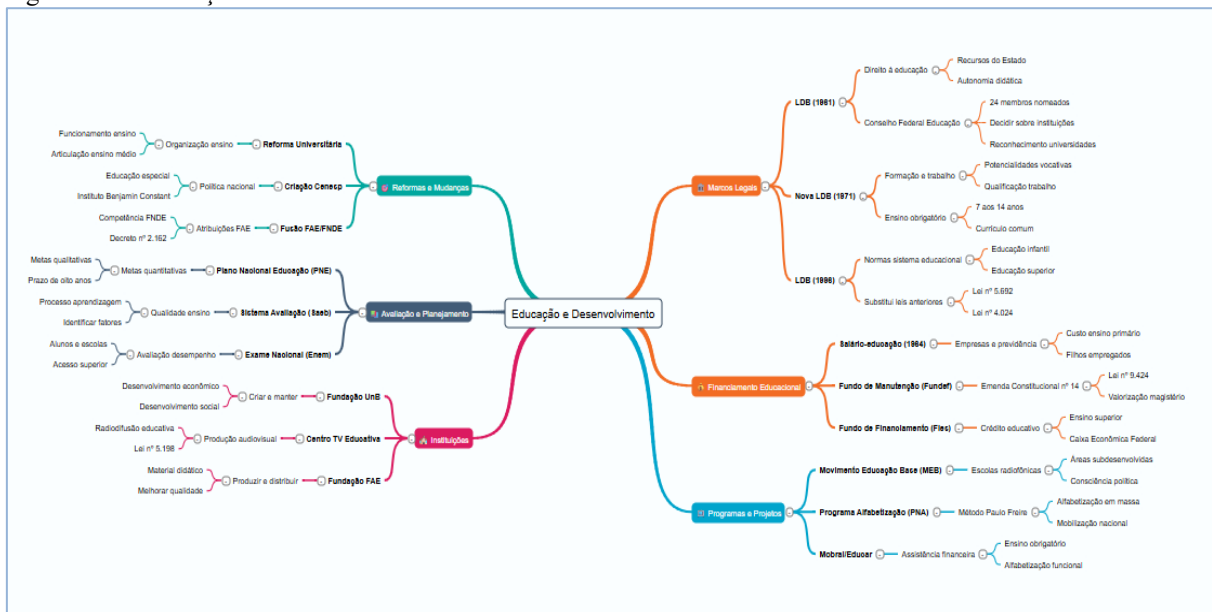 Educação e Desenvolvimento
Marcos Legais
LDB (1961)
Direito à educação
Recursos do Estado
Autonomia didática
Conselho Federal Educação
24 membros nomeados
Decidir sobre instituições
Reconhecimento universidades
Nova LDB (1971)
Formação e trabalho
Potencialidades vocativas
Qualificação trabalho
Ensino obrigatório
7 aos 14 anos
Currículo comum
LDB (1996)
Normas sistema educacional
Educação infantil
Educação superior
Substitui leis anteriores
Lei nº 5.692
Lei nº 4.024
Financiamento Educacional
Salário-educação (1964)
Empresas e previdência
Custo ensino primário
Filhos empregados
Fundo de Manutenção (Fundef)
Emenda Constitucional nº 14
Lei nº 9.424
Valorização magistério
Fundo de Financiamento (Fies)
Crédito educativo
Ensino superior
Caixa Econômica Federal
Programas e Projetos
Movimento Educação Base (MEB)
Escolas radiofônicas
Áreas subdesenvolvidas
Consciência política
Programa Alfabetização (PNA)
Método Paulo Freire
Alfabetização em massa
Mobilização nacional
Mobral/Educar
Assistência financeira
Ensino obrigatório
Alfabetização funcional
Reformas e Mudanças
Reforma Universitária
Organização ensino
Funcionamento ensino
Articulação ensino médio
Criação Cenesp
Política nacional
Educação especial
Instituto Benjamin Constant
Fusão FAE/FNDE
Atribuições FAE
Competência FNDE
Decreto nº 2.162
Avaliação e Planejamento
Plano Nacional Educação (PNE)
Metas quantitativas
Metas qualitativas
Prazo de oito anos
Sistema Avaliação (Saeb)
Qualidade ensino
Processo aprendizagem
Identificar fatores
Exame Nacional (Enem)
Avaliação desempenho
Alunos e escolas
Acesso superior
Instituições
Fundação UnB
Criar e manter
Desenvolvimento econômico
Desenvolvimento social
Centro TV Educativa
Produção audiovisual
Radiodifusão educativa
Lei nº 5.198
Fundação FAE
Produzir e distribuir
Material didático
Melhorar qualidade